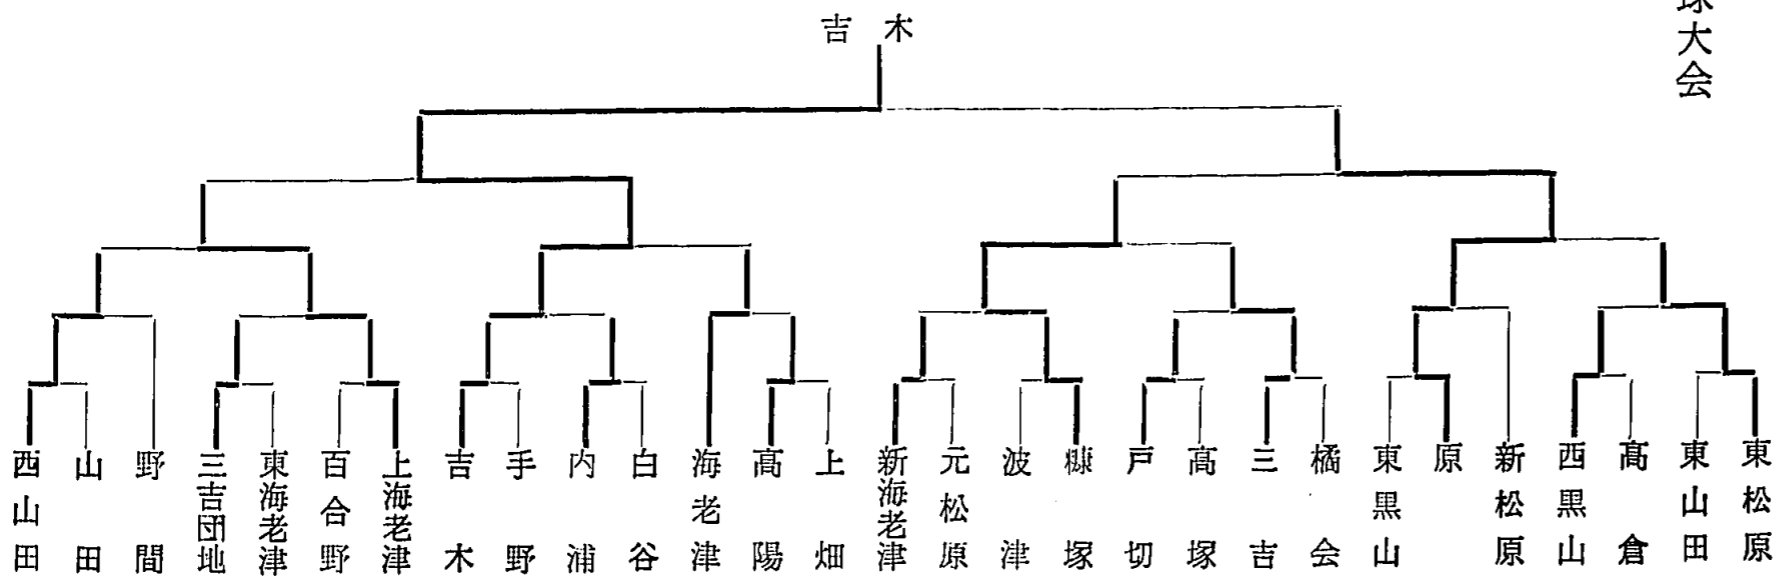 球大会
吉木
西山田
山田
野間
三吉団地
東海老津
百合野
上海老津
吉木
手野
内浦
白谷
海老津
高陽
上畑
新海老津
元松原
波津
糠塚
戸切
高塚
三吉
橘会
東黒山
原
新松原
西黒山
高倉
東山田
東松原